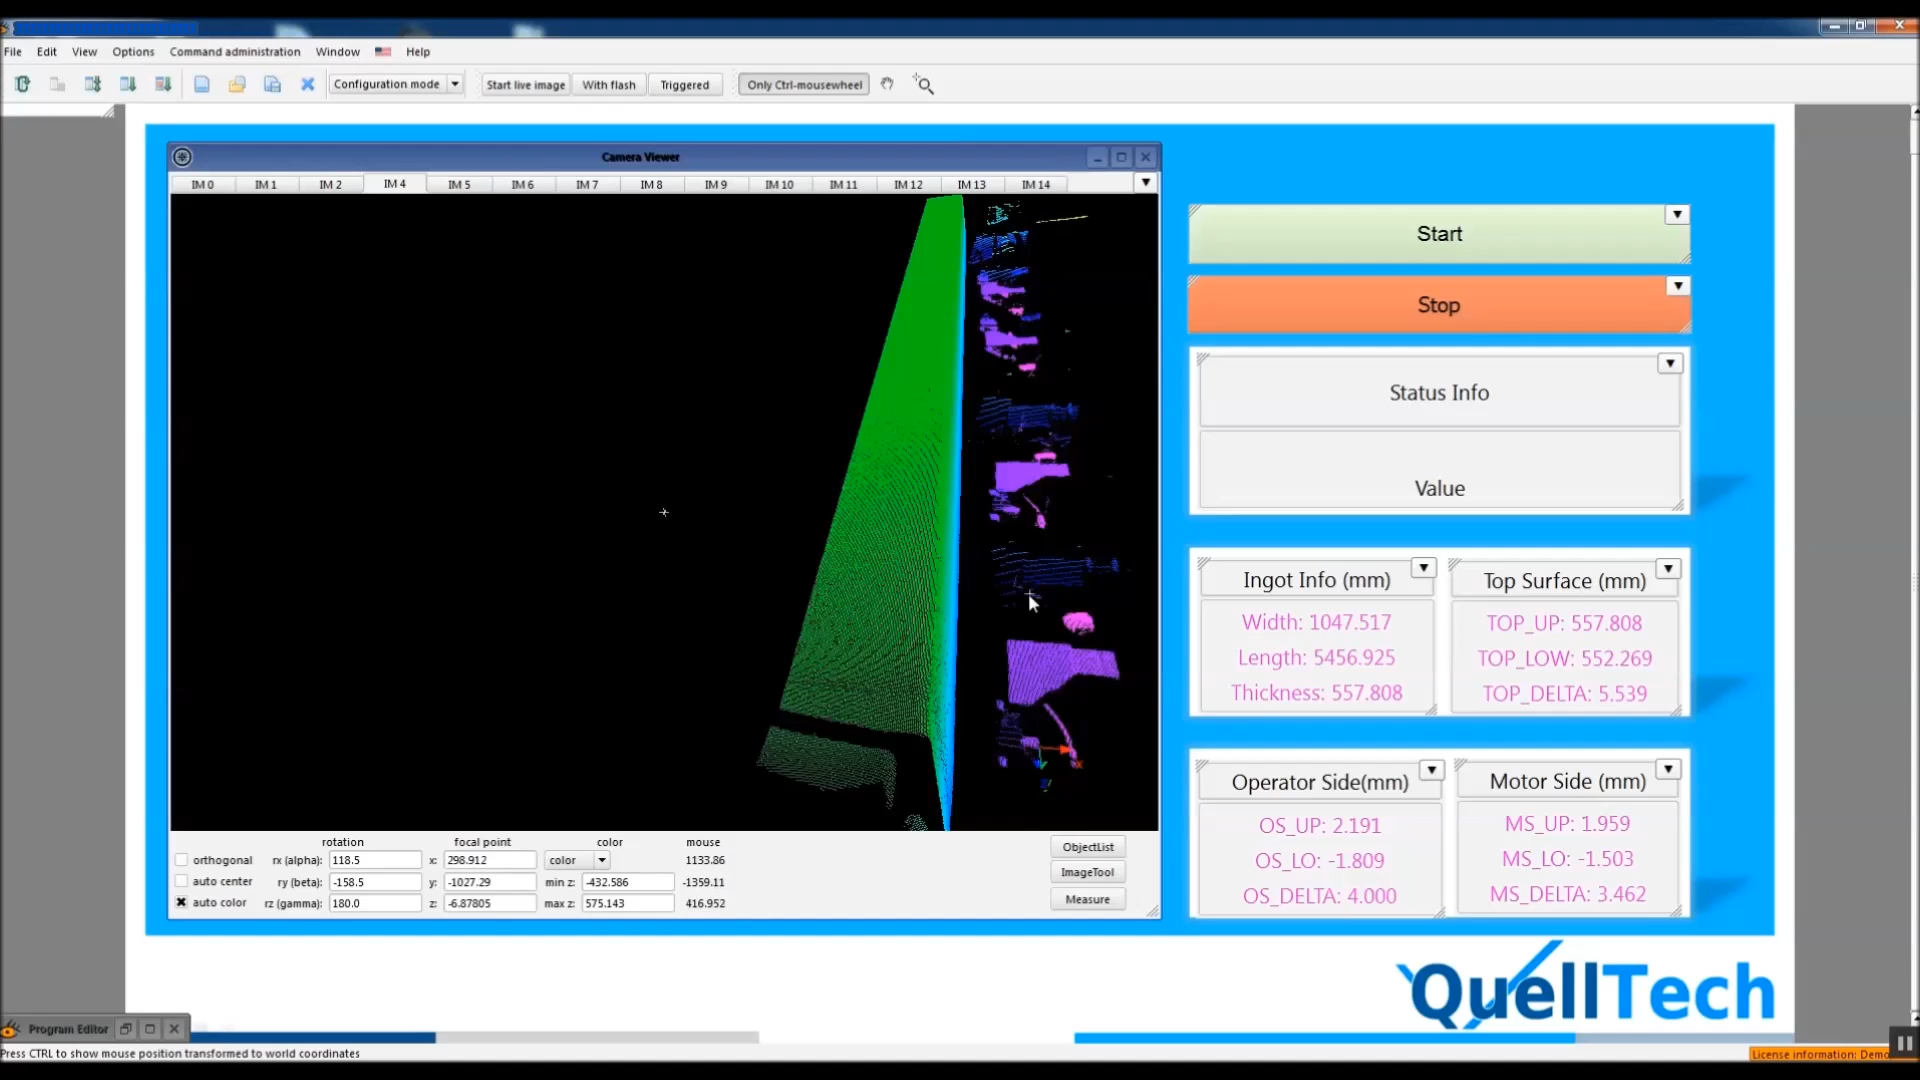 File Edit View Options Command administration Window Help
Configuration mode Start live image With flash Triggered Only Ctrl-mousewheel
Camera Viewer
IM 0 IM 1 IM 2 IM 4 IM 5 IM 6 IM 7 IM 8 IM 9 IM 10 IM 11 IM 12 IM 13 IM 14
Start
Stop
Status Info
Value
Ingot Info (mm)
Width: 1047.517
Length: 5456.925
Thickness: 557.808
Top Surface (mm)
TOP_UP: 557.808
TOP_LOW: 552.269
TOP_DELTA: 5.539
Operator Side(mm)
OS_UP: 2.191
OS_LO: -1.809
OS_DELTA: 4.000
Motor Side (mm)
MS_UP: 1.959
MS_LO: -1.503
MS_DELTA: 3.462
rotation focal point color mouse
orthogonal rx (alpha): 118.5 x: 298.912 color 1133.86
auto center ry (beta): -158.5 y: -1027.29 min z: -432.586 -1359.11
auto color rz (gamma): 180.0 z: -6.87805 max z: 575.143 416.952
ObjectList
ImageTool
Measure
QuellTech
Program Editor
Press CTRL to show mouse position transformed to world coordinates
License information: Demo